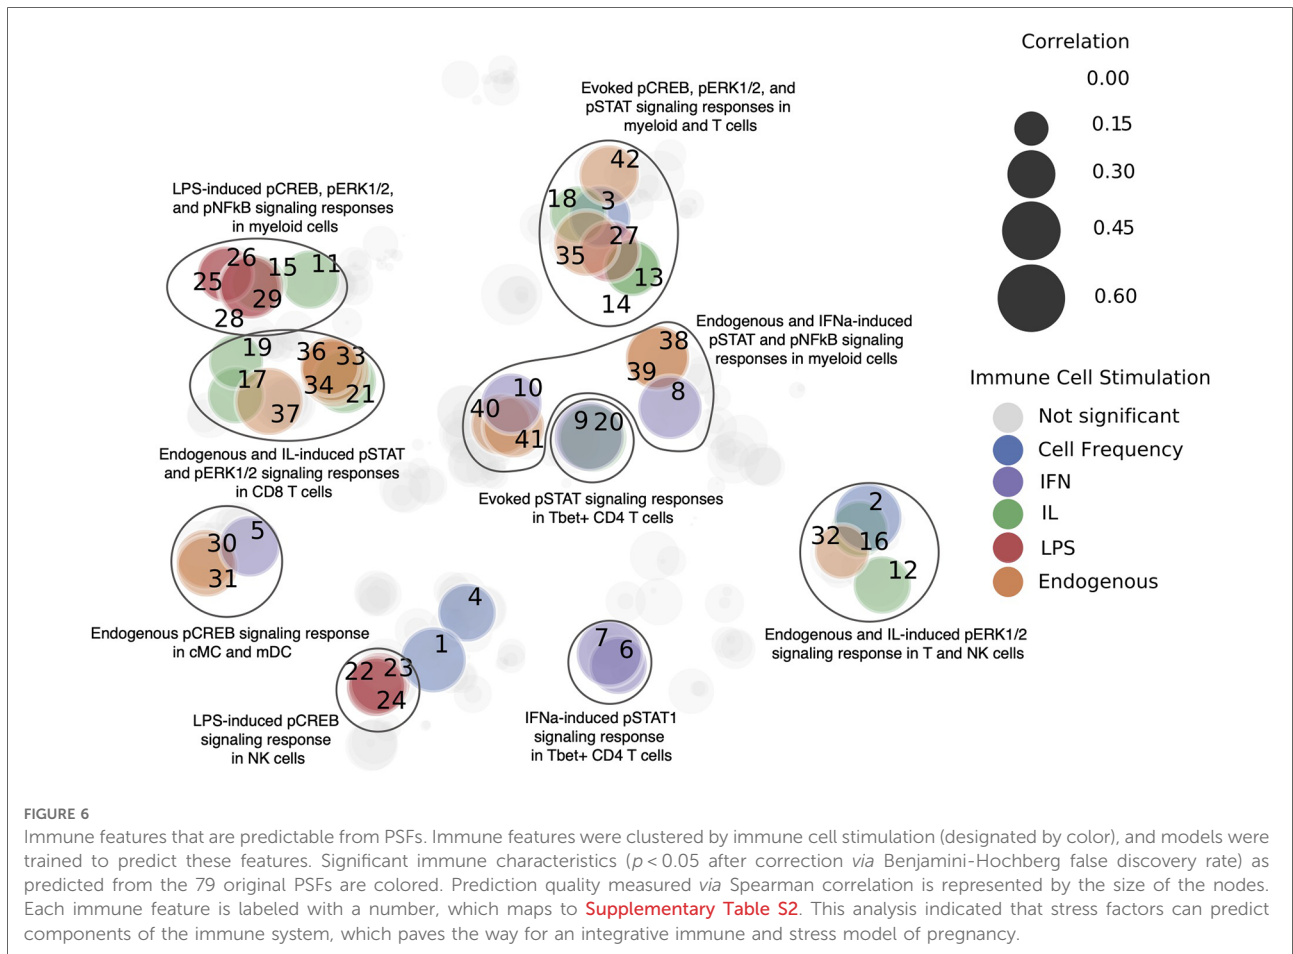 Correlation
0.00
0.15
0.30
0.45
0.60
Immune Cell Stimulation
Not significant
Cell Frequency
IFN
IL
LPS
Endogenous
Evoked pCREB, pERK1/2, and
pSTAT signaling responses in
myeloid and T cells
42
18
3
27
35
13
14
LPS-induced pCREB, pERK1/2,
and pNFkB signaling responses
in myeloid cells
26
15
11
25
29
28
19
36
33
17
34
21
37
Endogenous and IL-induced pSTAT
and pERK1/2 signaling responses
in CD8 T cells
Endogenous and IFNa-induced
pSTAT and pNFkB signaling
responses in myeloid cells
38
39
8
10
40
41
9
20
Evoked pSTAT signaling responses
in Tbet+ CD4 T cells
5
30
31
Endogenous pCREB signaling response
in cMC and mDC
4
1
22
23
24
LPS-induced pCREB
signaling response
in NK cells
7
6
IFNa-induced pSTAT1
signaling response
in Tbet+ CD4 T cells
2
32
16
12
Endogenous and IL-induced pERK1/2
signaling response in T and NK cells
FIGURE 6
Immune features that are predictable from PSFs. Immune features were clustered by immune cell stimulation (designated by color), and models were
trained to predict these features. Significant immune characteristics (p < 0.05 after correction via Benjamini-Hochberg false discovery rate) as
predicted from the 79 original PSFs are colored. Prediction quality measured via Spearman correlation is represented by the size of the nodes.
Each immune feature is labeled with a number, which maps to Supplementary Table S2. This analysis indicated that stress factors can predict
components of the immune system, which paves the way for an integrative immune and stress model of pregnancy.